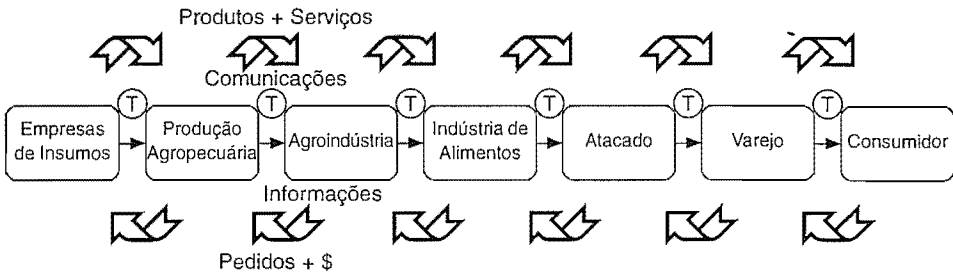 Produtos + Serviços
Comunicações
T T T T T T
Empresas
de Insumos
Produção
Agropecuária
Agroindústria
Indústria de
Alimentos
Atacado
Varejo
Consumidor
Informações
Pedidos + $